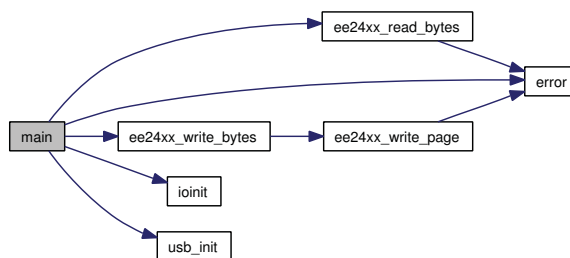 ee24xx_read_bytes
error
main
ee24xx_write_bytes
ee24xx_write_page
ioinit
usb_init